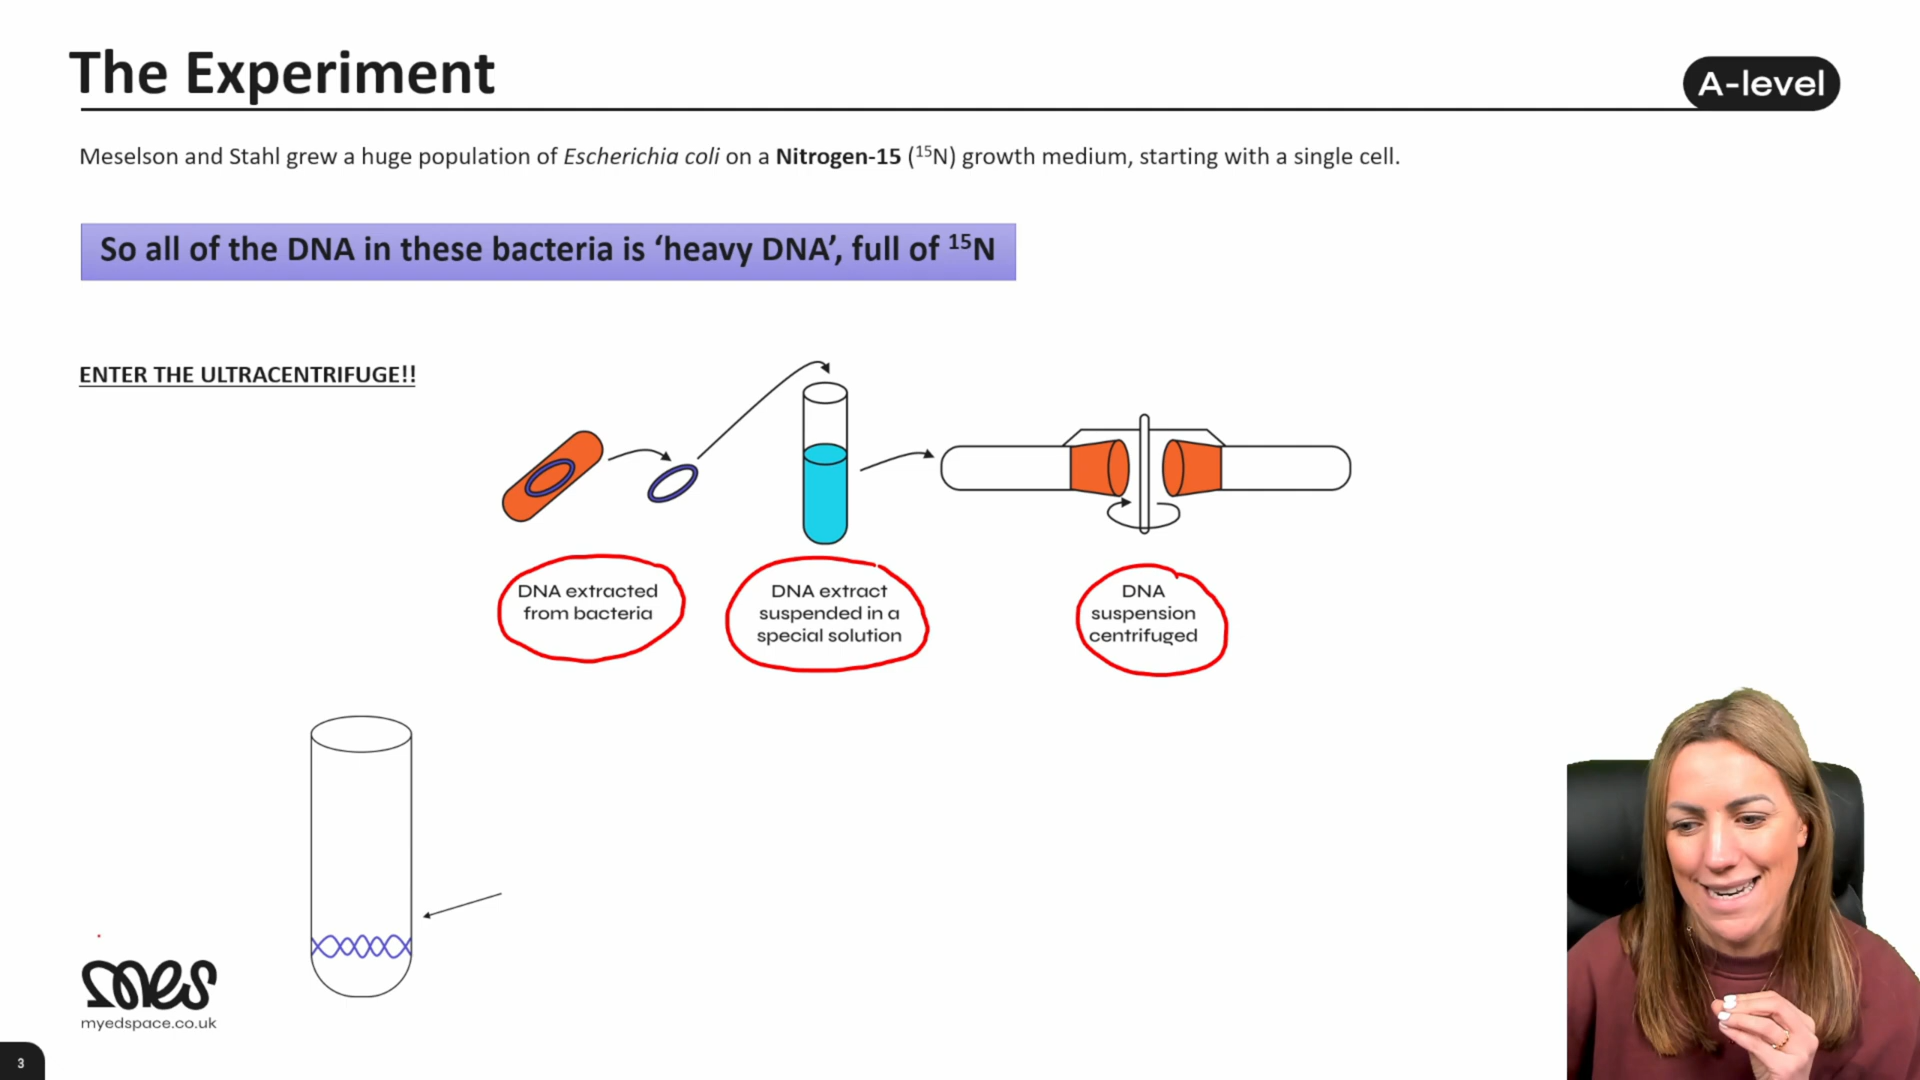 The Experiment
A-level
Meselson and Stahl grew a huge population of Escherichia coli on a Nitrogen-15 (¹⁵N) growth medium, starting with a single cell.
So all of the DNA in these bacteria is ‘heavy DNA’, full of ¹⁵N
ENTER THE ULTRACENTRIFUGE!!
DNA extracted
from bacteria
DNA extract
suspended in a
special solution
DNA
suspension
centrifuged
mes
myedspace.co.uk
3